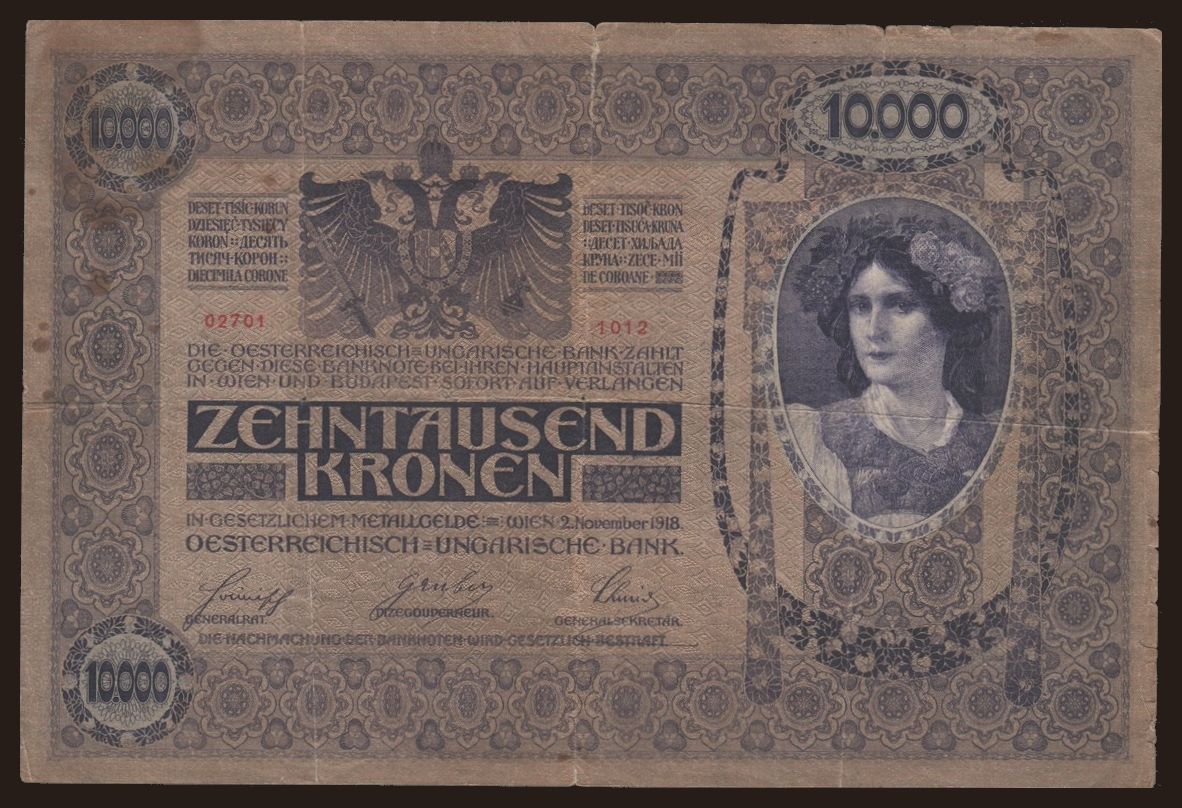 10.000
10.000
DESET·TISÍC·KORUN
DZIESIĘĆ·TYSIĘCY
KORON::ДЕСЯТЬ
ТИСЯЧ·КОРОН::
DIECIMILA CORONE
DESET·TISOČ·KRON
DESET·TISUĆA·KRUNA
::ДЕСЕТ·ХИЉАДА
КРУНА::ZECE·MII
DE COROANE·
02701
1012
DIE·OESTERREICHISCH=UNGARISCHE·BANK·ZAHLT
GEGEN·DIESE·BANKNOTE·BEI·IHREN·HAUPTANSTALTEN
IN·WIEN·UND·BUDAPEST·SOFORT·AUF·VERLANGEN
ZEHNTAUSEND
KRONEN
IN·GESETZLICHEM·METALLGELDE·=·WIEN 2.November 1918.
OESTERREICHISCH=UNGARISCHE·BANK.
Gruber
GENERALRAT.
VIZEGOUVERNEUR.
GENERALSEKRETÄR.
DIE·NACHMACHUNG·DER·BANKNOTEN·WIRD·GESETZLICH·BESTRAFT.
10.000